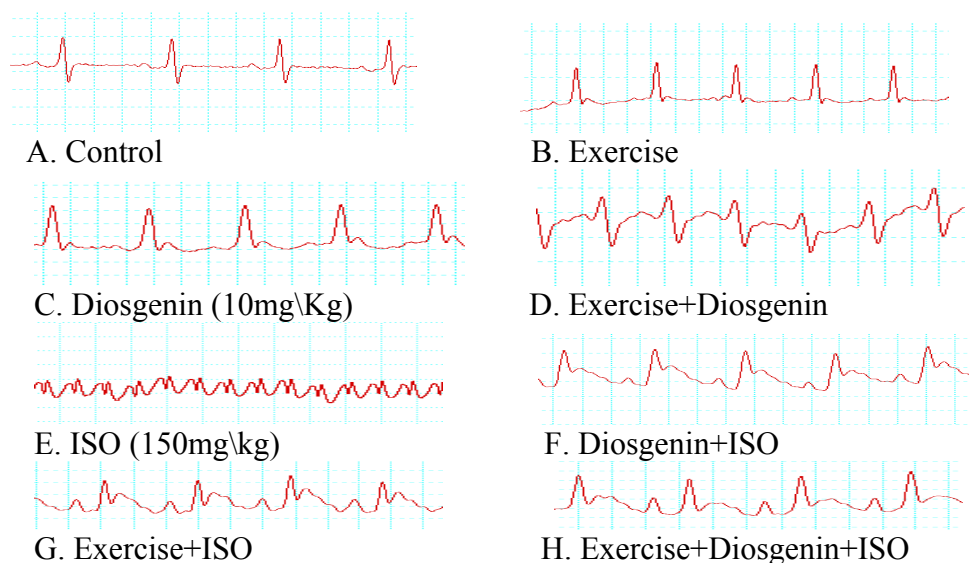 A. Control
B. Exercise
C. Diosgenin (10mg\Kg)
D. Exercise+Diosgenin
E. ISO (150mg\kg)
F. Diosgenin+ISO
G. Exercise+ISO
H. Exercise+Diosgenin+ISO